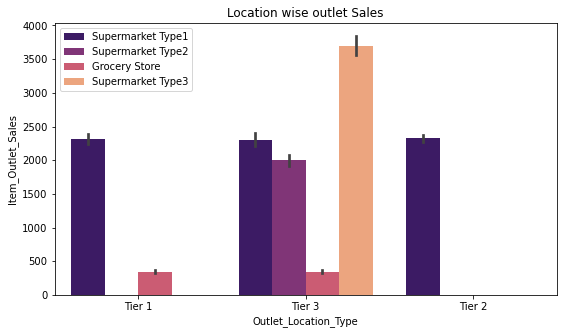 Location wise outlet Sales
Supermarket Type1
Supermarket Type2
Grocery Store
Supermarket Type3
4000
3500
3000
2500
2000
1500
1000
500
0
Item_Outlet_Sales
Tier 1 Tier 3 Tier 2
Outlet_Location_Type